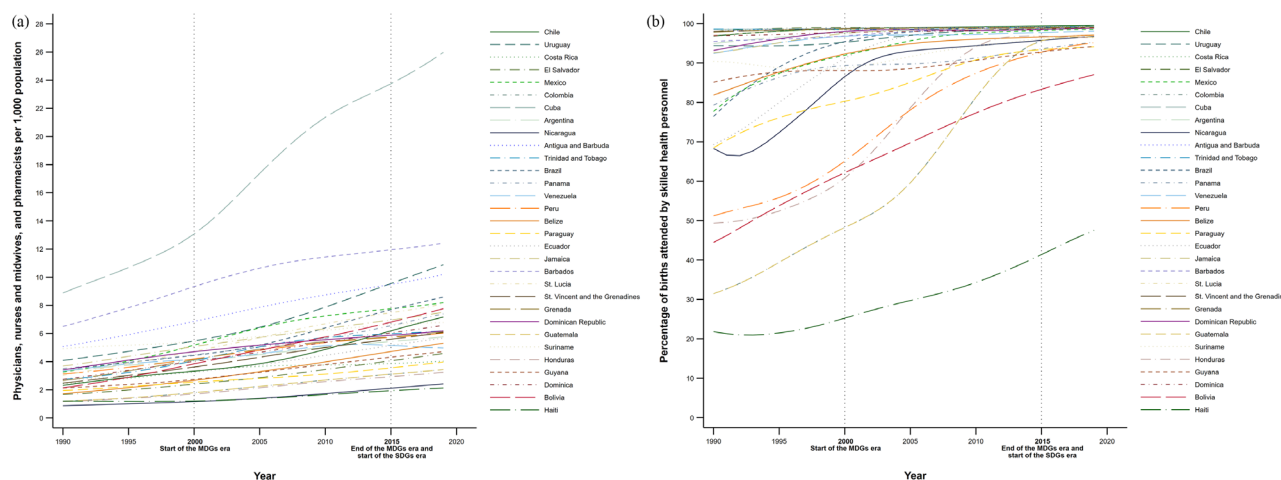 (a)
Physicians, nurses and midwives, and pharmacists per 1,000 population
28
26
24
22
20
18
16
14
12
10
8
6
4
2
0
1990
1995
2000
2005
2010
2015
2020
Start of the MDGs era
End of the MDGs era and
start of the SDGs era
Year
Chile
Uruguay
Costa Rica
El Salvador
Mexico
Colombia
Cuba
Argentina
Nicaragua
Antigua and Barbuda
Trinidad and Tobago
Brazil
Panama
Venezuela
Peru
Belize
Paraguay
Ecuador
Jamaica
Barbados
St. Lucia
St. Vincent and the Grenadines
Grenada
Dominican Republic
Guatemala
Suriname
Honduras
Guyana
Dominica
Bolivia
Haiti
(b)
Percentage of births attended by skilled health personnel
100
90
80
70
60
50
40
30
20
10
0
1990
1995
2000
2005
2010
2015
2020
Start of the MDGs era
End of the MDGs era and
start of the SDGs era
Year
Chile
Uruguay
Costa Rica
El Salvador
Mexico
Colombia
Cuba
Argentina
Nicaragua
Antigua and Barbuda
Trinidad and Tobago
Brazil
Panama
Venezuela
Peru
Belize
Paraguay
Ecuador
Jamaica
Barbados
St. Lucia
St. Vincent and the Grenadi
Grenada
Dominican Republic
Guatemala
Suriname
Honduras
Guyana
Dominica
Bolivia
Haiti